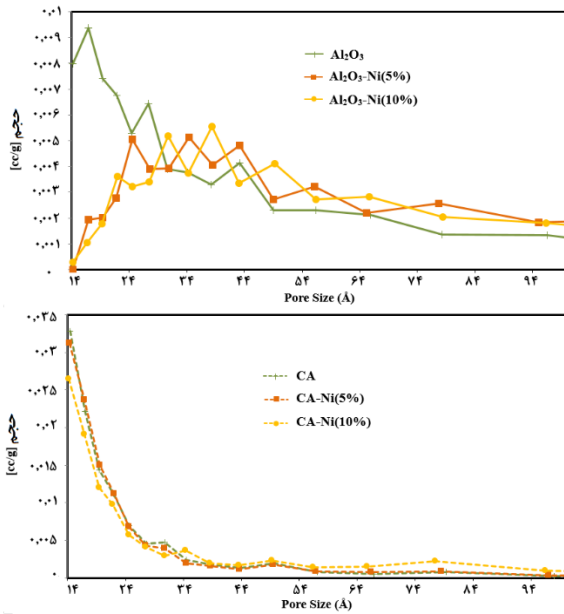 ۰,۰۱
۰,۰۰۹
۰,۰۰۸
۰,۰۰۷
۰,۰۰۶
۰,۰۰۵
۰,۰۰۴
۰,۰۰۳
۰,۰۰۲
۰,۰۰۱
۰
حجم [cc/g]
Al₂O₃
Al₂O₃-Ni(5%)
Al₂O₃-Ni(10%)
۱۴ ۲۴ ۳۴ ۴۴ ۵۴ ۶۴ ۷۴ ۸۴ ۹۴
Pore Size (Å)
۰,۰۳۵
۰,۰۳
۰,۰۲۵
۰,۰۲
۰,۰۱۵
۰,۰۱
۰,۰۰۵
۰
حجم [cc/g]
CA
CA-Ni(5%)
CA-Ni(10%)
۱۴ ۲۴ ۳۴ ۴۴ ۵۴ ۶۴ ۷۴ ۸۴ ۹۴
Pore Size (Å)